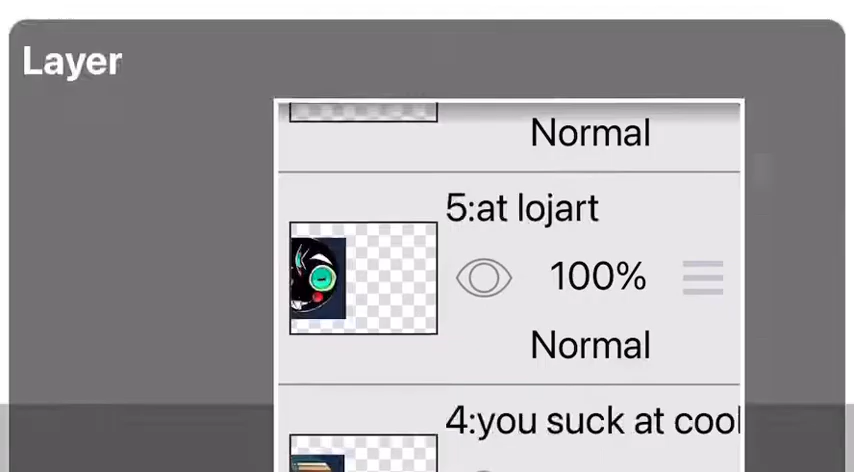 Layer
Normal
5:at lojart
100%
Normal
4:you suck at cool